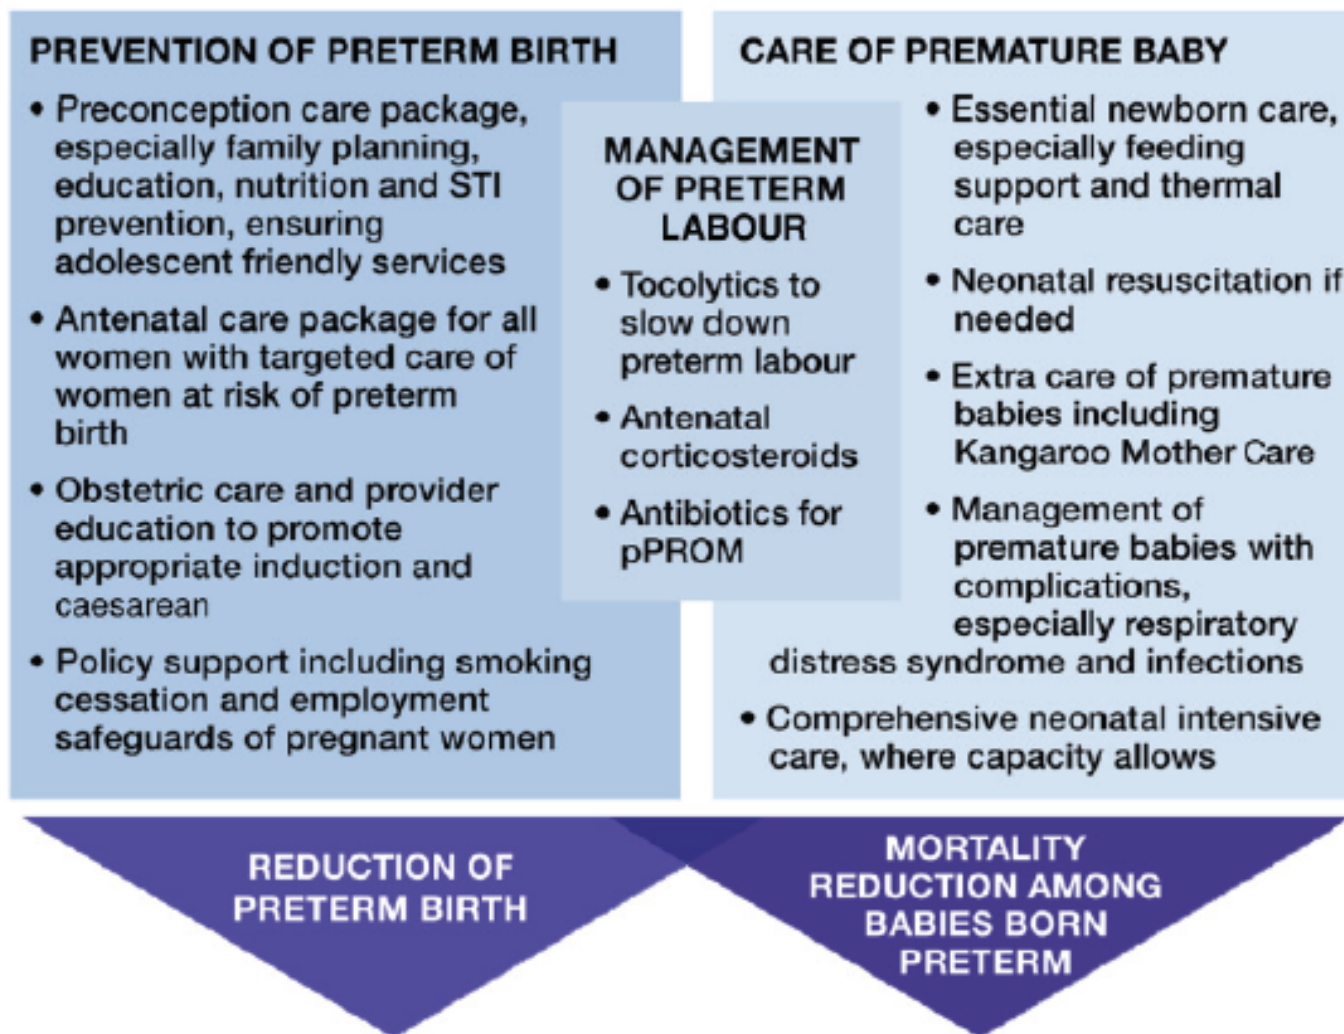 PREVENTION OF PRETERM BIRTH
• Preconception care package,
especially family planning,
education, nutrition and STI
prevention, ensuring
adolescent friendly services
• Antenatal care package for all
women with targeted care of
women at risk of preterm
birth
• Obstetric care and provider
education to promote
appropriate induction and
caesarean
• Policy support including smoking
cessation and employment
safeguards of pregnant women
MANAGEMENT
OF PRETERM
LABOUR
• Tocolytics to
slow down
preterm labour
• Antenatal
corticosteroids
• Antibiotics for
pPROM
CARE OF PREMATURE BABY
• Essential newborn care,
especially feeding
support and thermal
care
• Neonatal resuscitation if
needed
• Extra care of premature
babies including
Kangaroo Mother Care
• Management of
premature babies with
complications,
especially respiratory
distress syndrome and infections
• Comprehensive neonatal intensive
care, where capacity allows
REDUCTION OF
PRETERM BIRTH
MORTALITY
REDUCTION AMONG
BABIES BORN
PRETERM